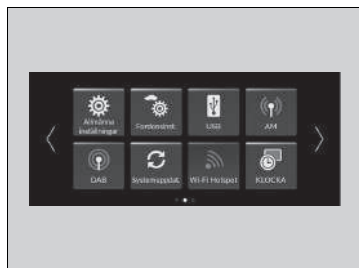 Allmänna
inställningar
Fordonsinst.
USB
AM
DAB
Systemuppdat.
Wi-Fi Hotspot
KLOCKA